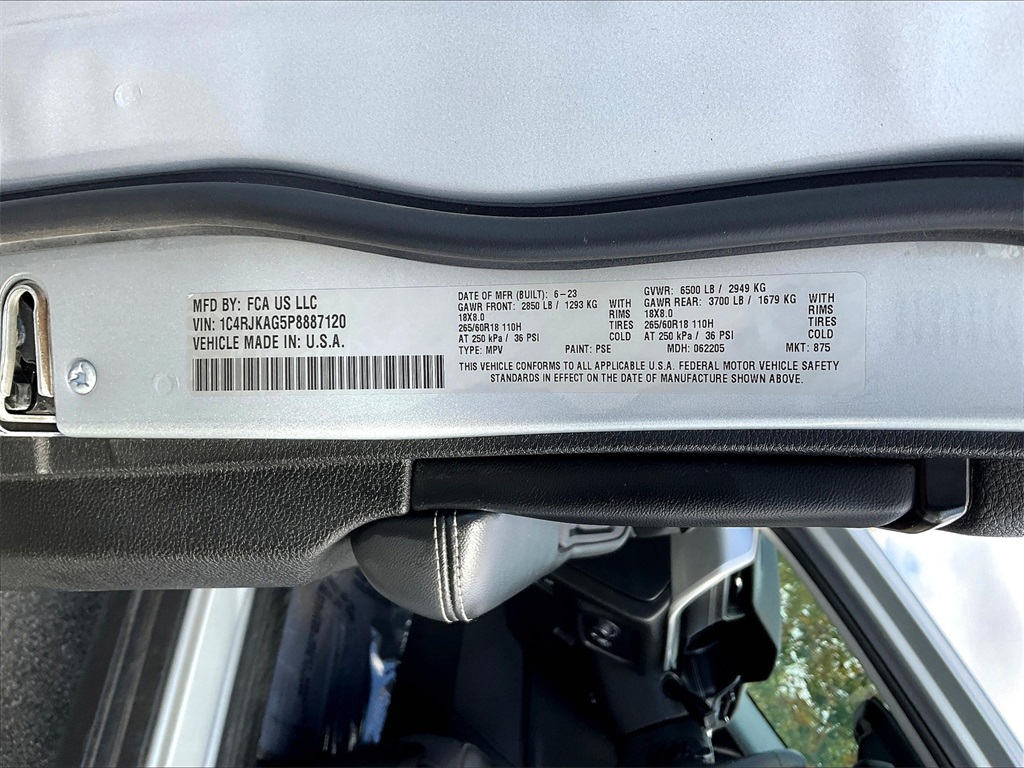 MFD BY: FCA US LLC
VIN: 1C4RJKAG5P8887120
VEHICLE MADE IN: U.S.A.
DATE OF MFR (BUILT): 6-23
GAWR FRONT: 2850 LB / 1293 KG WITH
18X8.0 RIMS
265/60R18 110H TIRES
AT 250 kPa / 36 PSI COLD
TYPE: MPV PAINT: PSE
GVWR: 6500 LB / 2949 KG
GAWR REAR: 3700 LB / 1679 KG WITH
18X8.0 RIMS
265/60R18 110H TIRES
AT 250 kPa / 36 PSI COLD
MDH: 062205 MKT: 875
THIS VEHICLE CONFORMS TO ALL APPLICABLE U.S.A. FEDERAL MOTOR VEHICLE SAFETY
STANDARDS IN EFFECT ON THE DATE OF MANUFACTURE SHOWN ABOVE.